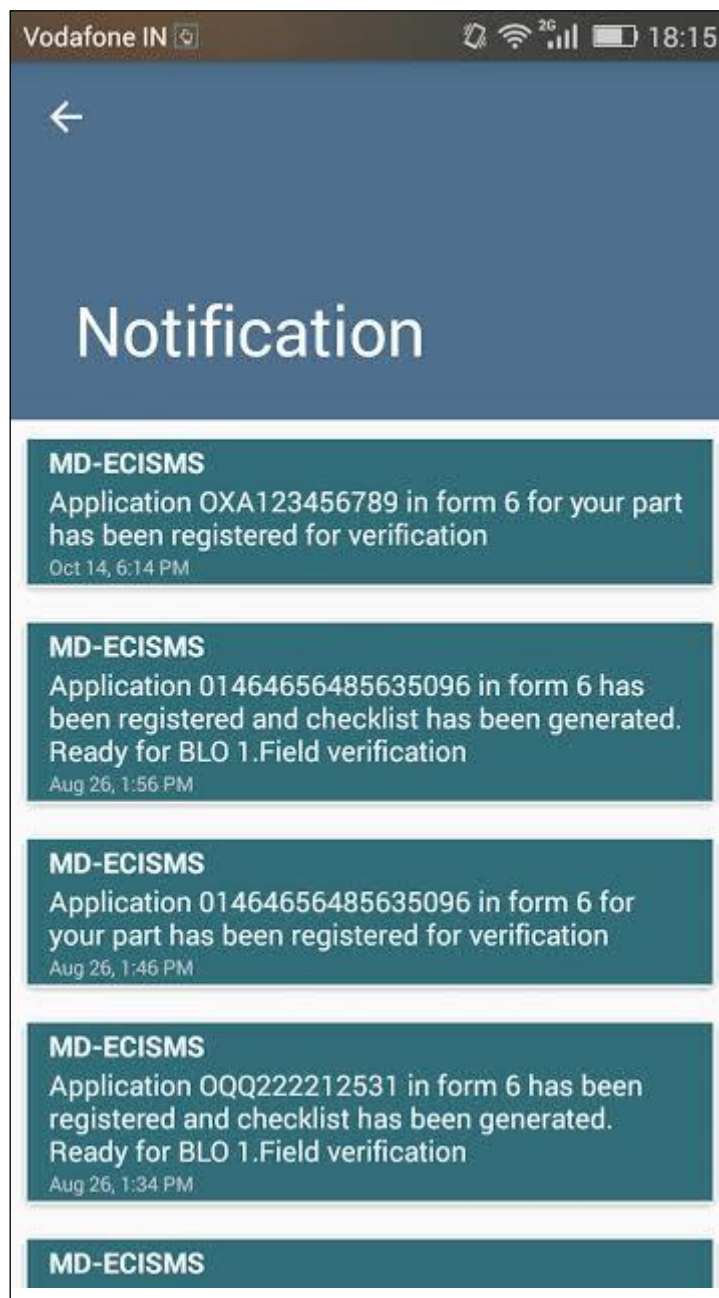 Vodafone IN 2G 18:15
Notification
MD-ECISMS
Application OXA123456789 in form 6 for your part
has been registered for verification
Oct 14, 6:14 PM
MD-ECISMS
Application 01464656485635096 in form 6 has
been registered and checklist has been generated.
Ready for BLO 1.Field verification
Aug 26, 1:56 PM
MD-ECISMS
Application 01464656485635096 in form 6 for
your part has been registered for verification
Aug 26, 1:46 PM
MD-ECISMS
Application OQQ222212531 in form 6 has been
registered and checklist has been generated.
Ready for BLO 1.Field verification
Aug 26, 1:34 PM
MD-ECISMS